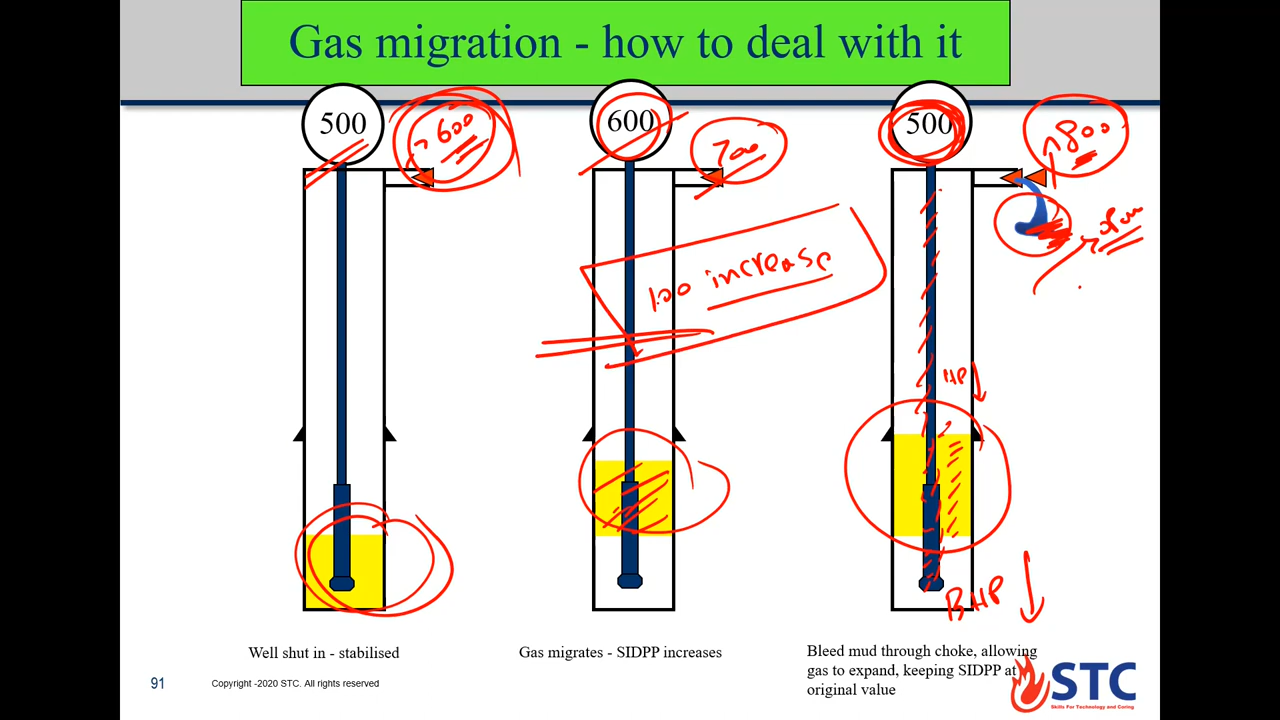 Gas migration - how to deal with it
500
600
600
700
500
800
100 increase
HP
BHP
Well shut in - stabilised
Gas migrates - SIDPP increases
Bleed mud through choke, allowing
gas to expand, keeping SIDPP at
original value
91
Copyright -2020 STC. All rights reserved
STC
Skills For Technology and Caring